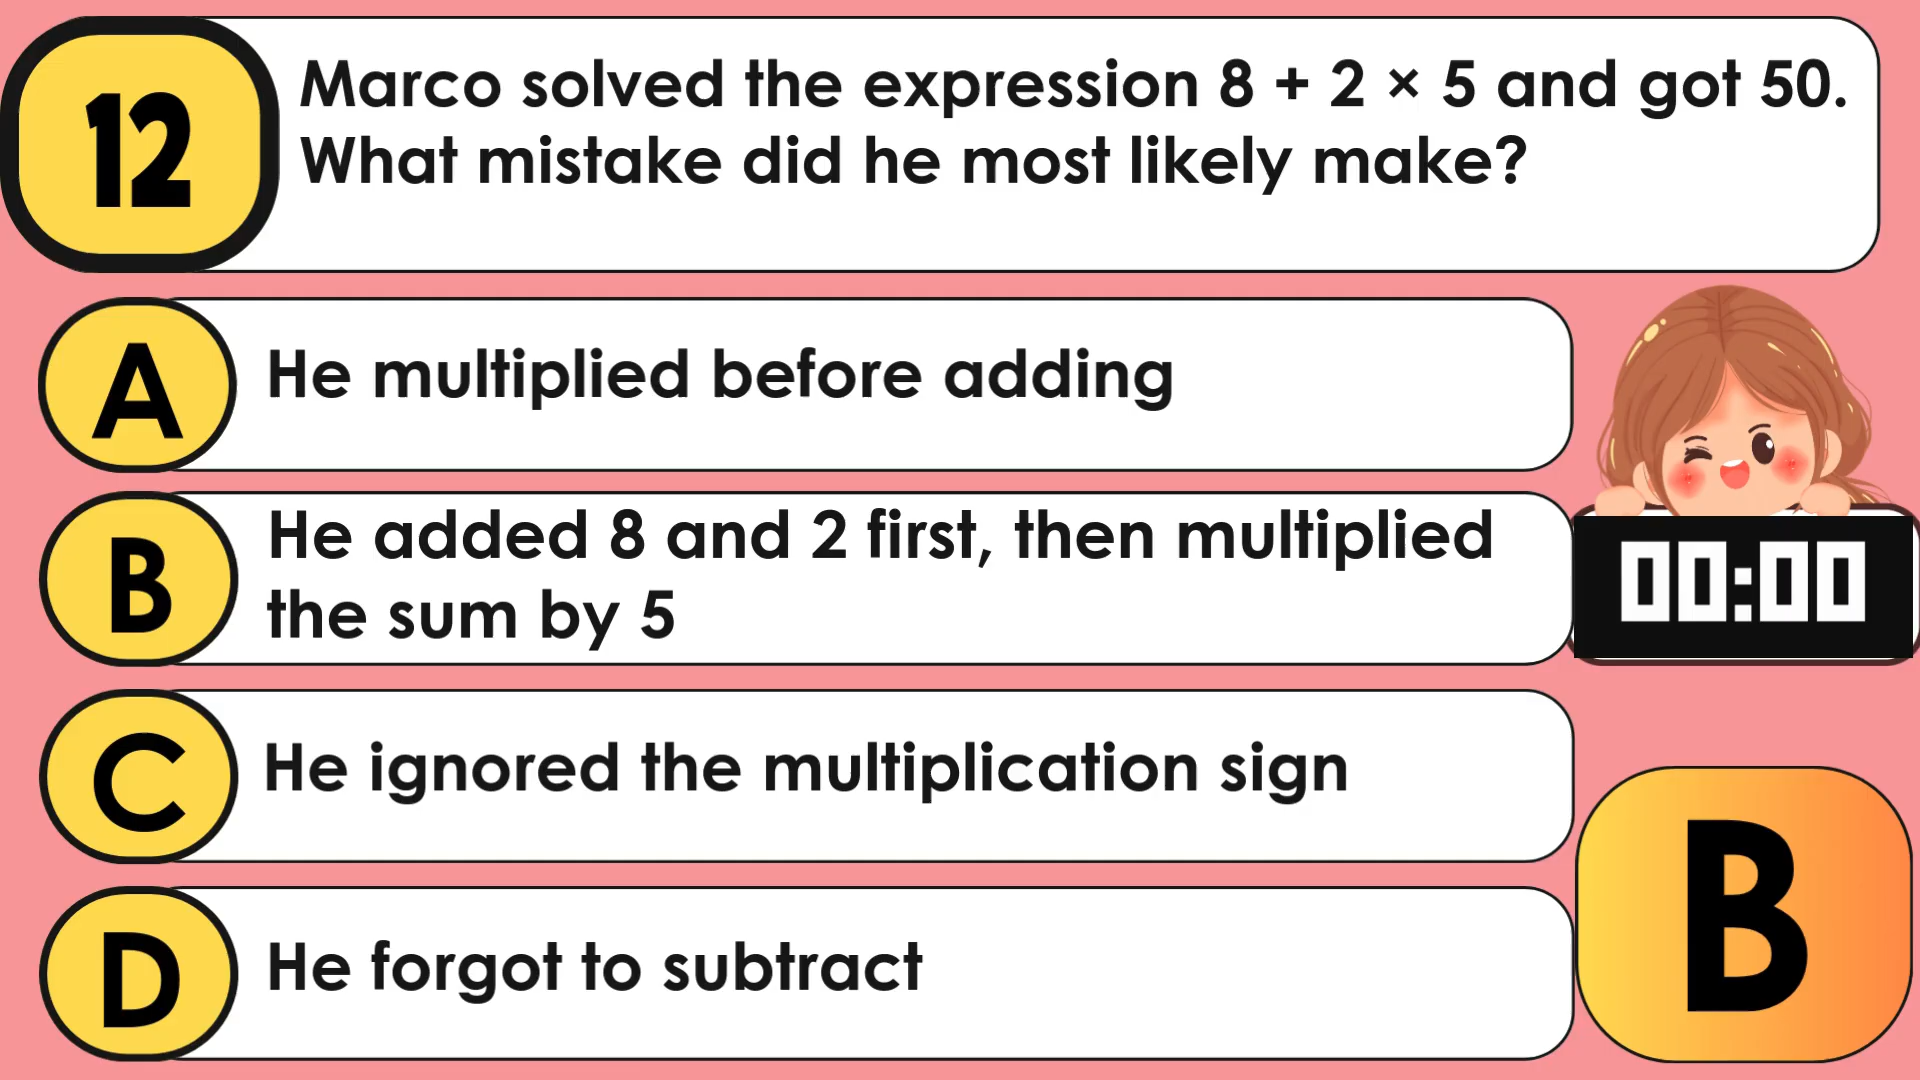 12
Marco solved the expression 8 + 2 × 5 and got 50.
What mistake did he most likely make?
A
He multiplied before adding
B
He added 8 and 2 first, then multiplied
the sum by 5
00:00
C
He ignored the multiplication sign
D
He forgot to subtract
B